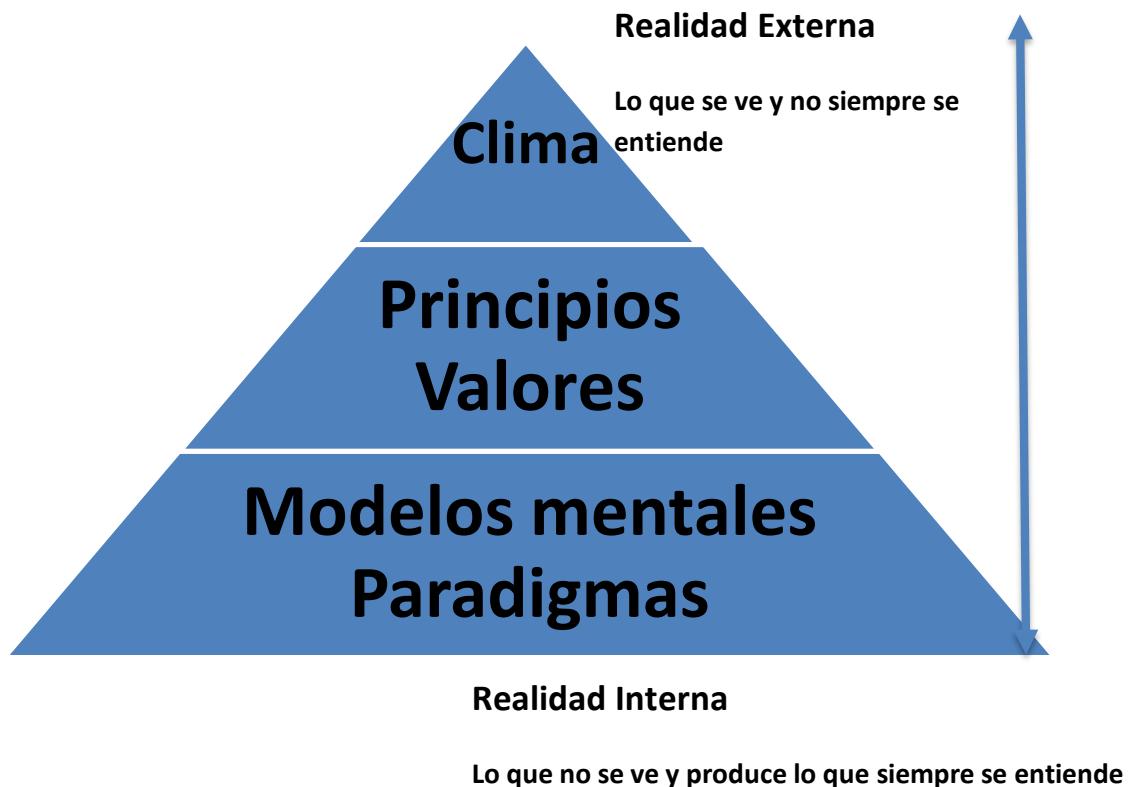 Realidad Externa
Lo que se ve y no siempre se
entiende
Clima
Principios
Valores
Modelos mentales
Paradigmas
Realidad Interna
Lo que no se ve y produce lo que siempre se entiende